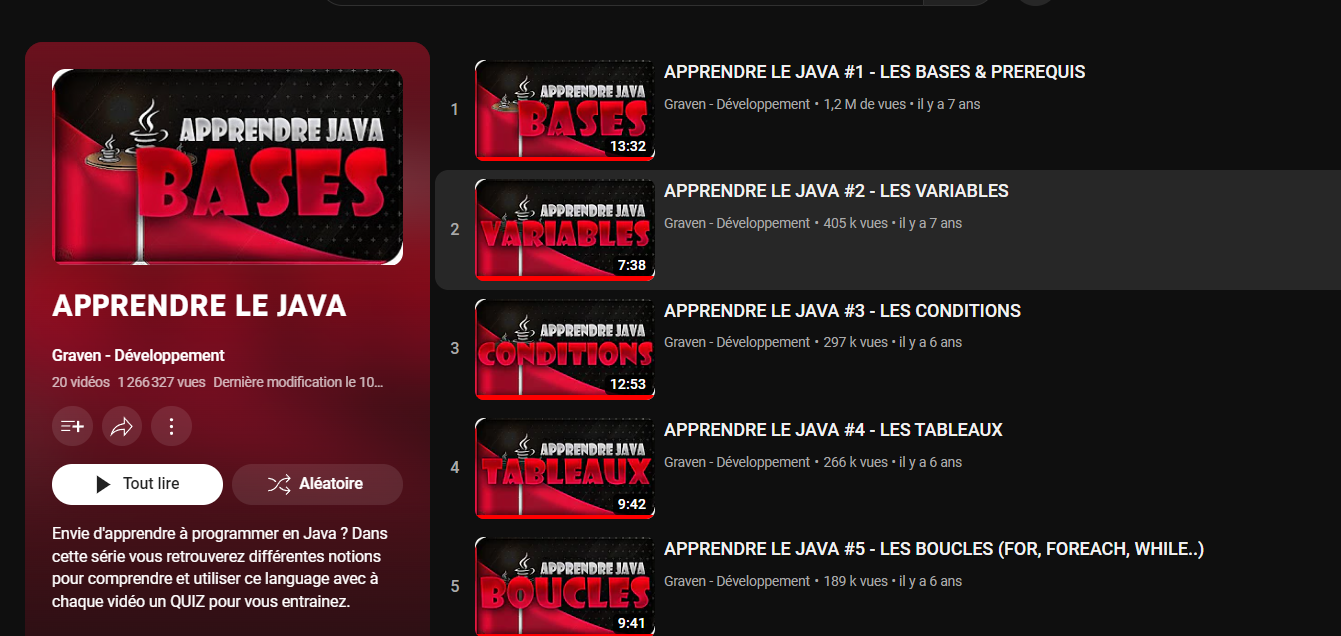 APPRENDRE JAVA
BASES
APPRENDRE LE JAVA
Graven - Développement
20 vidéos 1 266 327 vues Dernière modification le 10...
Tout lire
Aléatoire
Envie d'apprendre à programmer en Java ? Dans
cette série vous retrouverez différentes notions
pour comprendre et utiliser ce language avec à
chaque vidéo un QUIZ pour vous entrainez.
1
APPRENDRE JAVA
BASES
13:32
APPRENDRE LE JAVA #1 - LES BASES & PREREQUIS
Graven - Développement • 1,2 M de vues • il y a 7 ans
2
APPRENDRE JAVA
VARIABLES
7:38
APPRENDRE LE JAVA #2 - LES VARIABLES
Graven - Développement • 405 k vues • il y a 7 ans
3
APPRENDRE JAVA
CONDITIONS
12:53
APPRENDRE LE JAVA #3 - LES CONDITIONS
Graven - Développement • 297 k vues • il y a 6 ans
4
APPRENDRE JAVA
TABLEAUX
9:42
APPRENDRE LE JAVA #4 - LES TABLEAUX
Graven - Développement • 266 k vues • il y a 6 ans
5
APPRENDRE JAVA
BOUCLES
9:41
APPRENDRE LE JAVA #5 - LES BOUCLES (FOR, FOREACH, WHILE..)
Graven - Développement • 189 k vues • il y a 6 ans